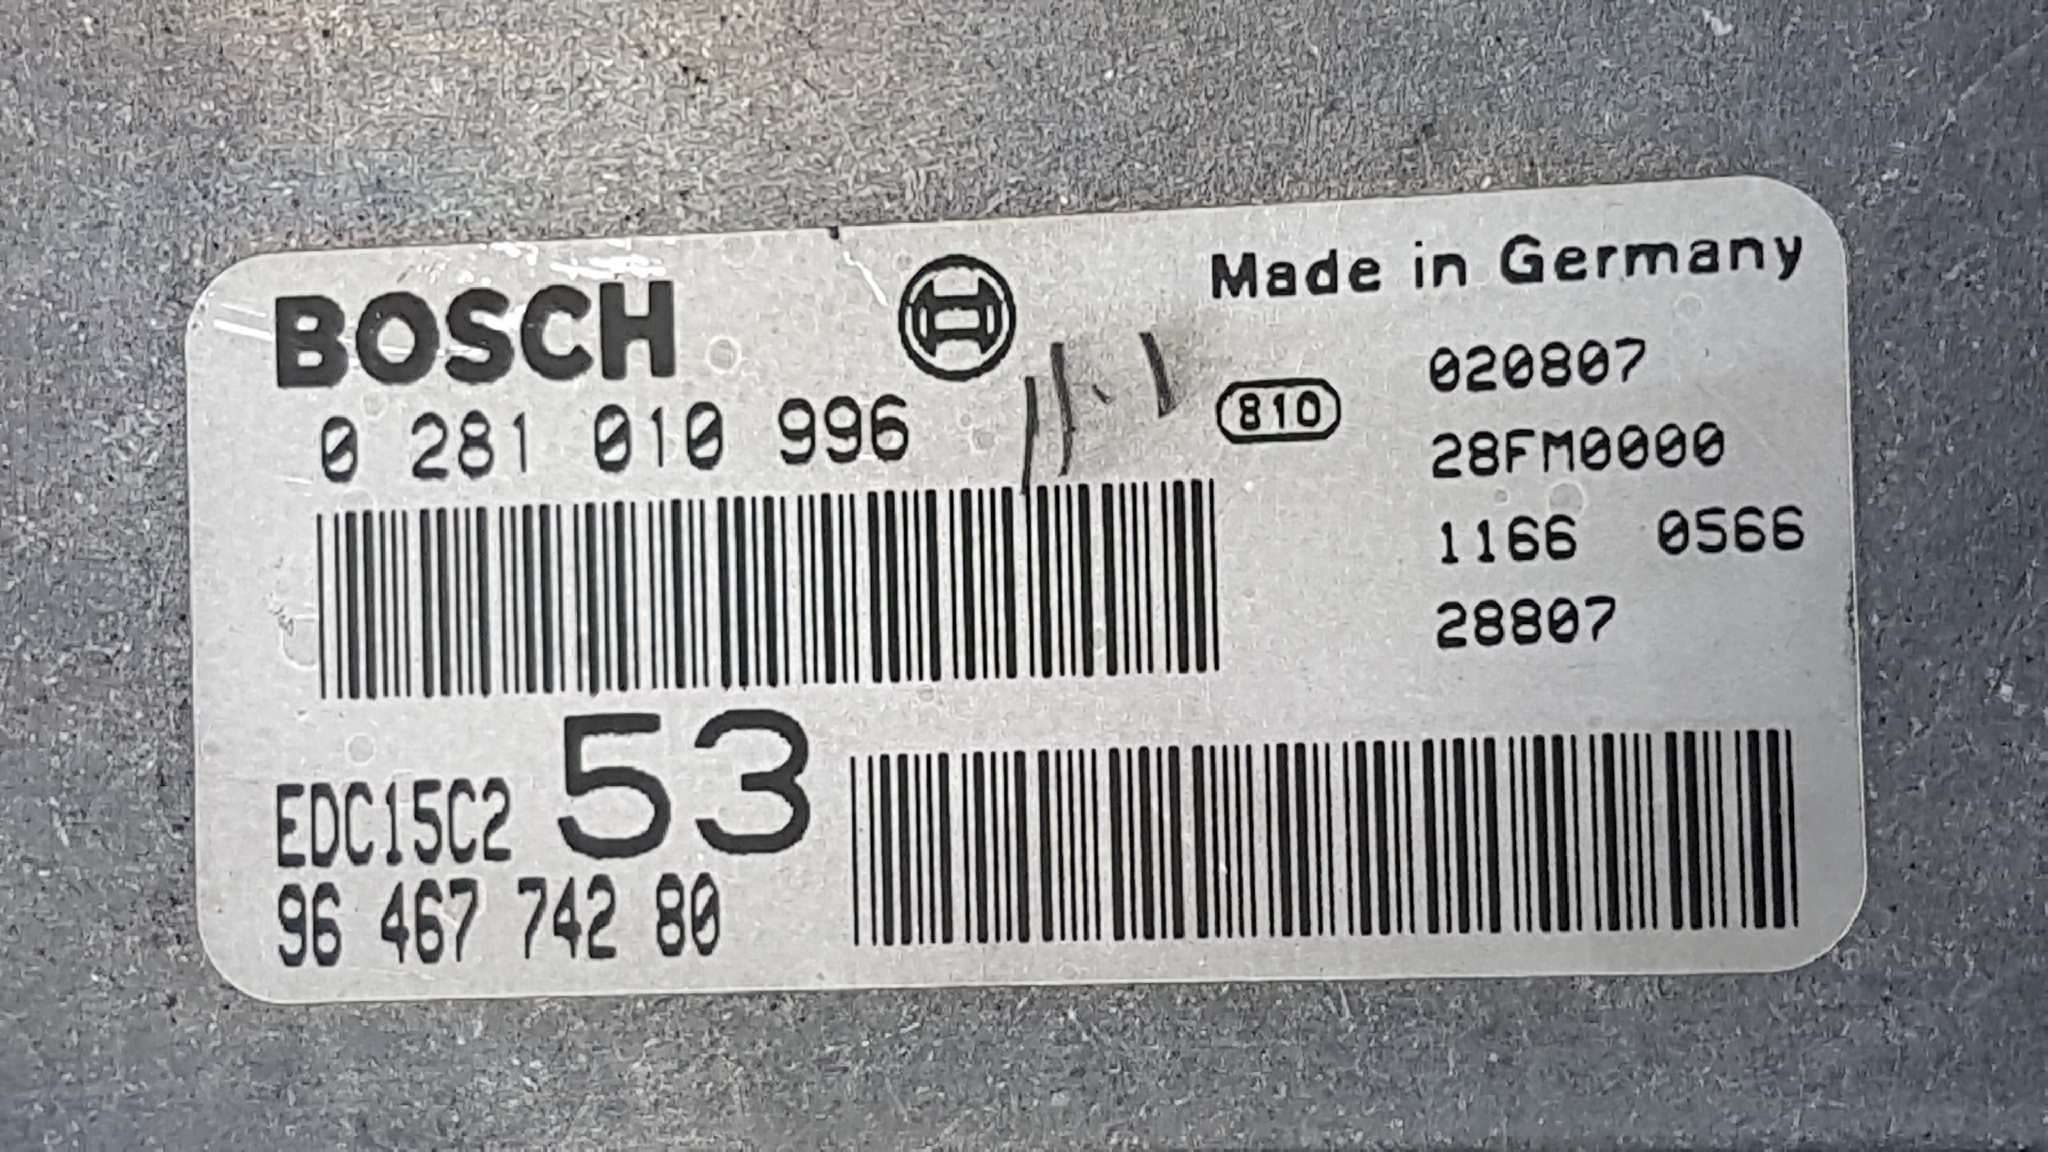 BOSCH
Made in Germany
0 281 010 996
810
020807
28FM0000
1166 0566
28807
EDC15C2 53
96 467 742 80